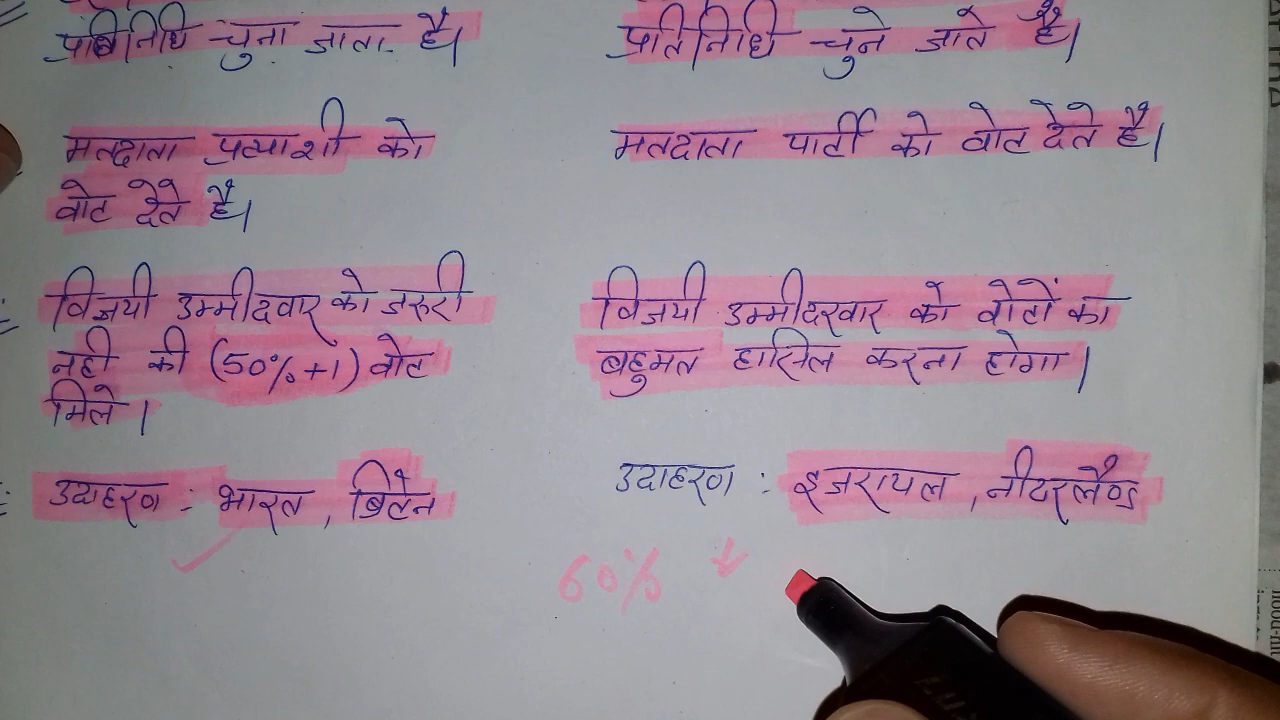 प्रतिनिधि चुना जाता है।
मतदाता प्रत्याशी को
वोट देते है।
विजयी उम्मीदवार को जरुरी
नही की (50%+1) वोट
मिले।
उदाहरण : भारत, ब्रिटेन
प्रतिनिधि चुने जाते है।
मतदाता पार्टी को वोट देते है।
विजयी उम्मीदरवार को वोटों का
बहुमत हासिल करना होगा।
उदाहरण : इजरायल, नीदरलैण्ड
60%